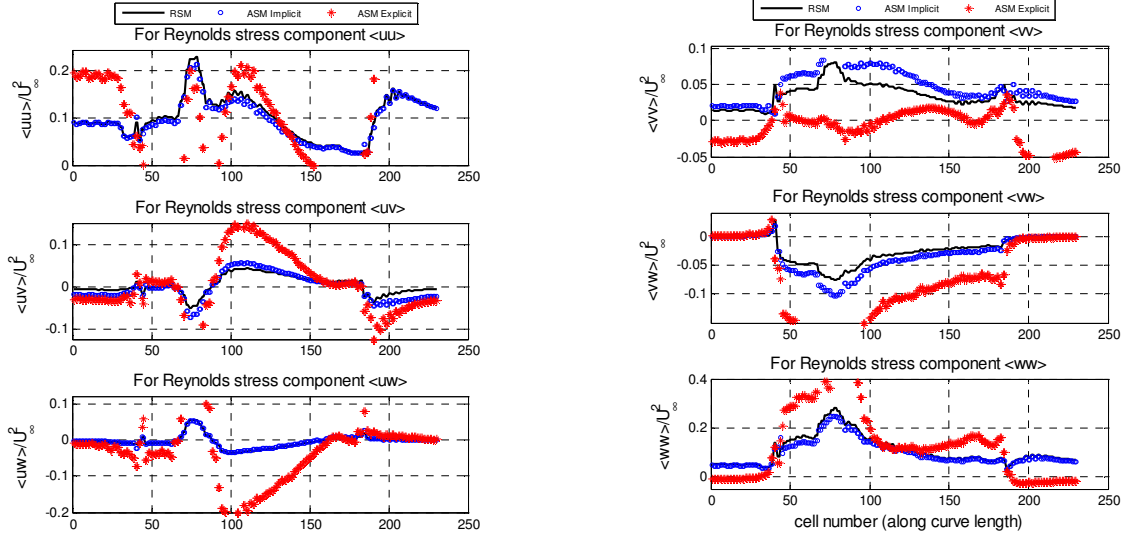 RSM ASM Implicit ASM Explicit
For Reynolds stress component <uu>
<uu>/U²∞
0.2
0.1
0
0 50 100 150 200 250
For Reynolds stress component <uv>
<uv>/U²∞
0.1
0
-0.1
0 50 100 150 200 250
For Reynolds stress component <uw>
<uw>/U²∞
0.1
0
-0.1
-0.2
0 50 100 150 200 250
RSM ASM Implicit ASM Explicit
For Reynolds stress component <vv>
<vv>/U²∞
0.1
0.05
0
-0.05
0 50 100 150 200 250
For Reynolds stress component <vw>
<vw>/U²∞
0
-0.05
-0.1
0 50 100 150 200 250
For Reynolds stress component <ww>
<ww>/U²∞
0.4
0.2
0
0 50 100 150 200 250
cell number (along curve length)